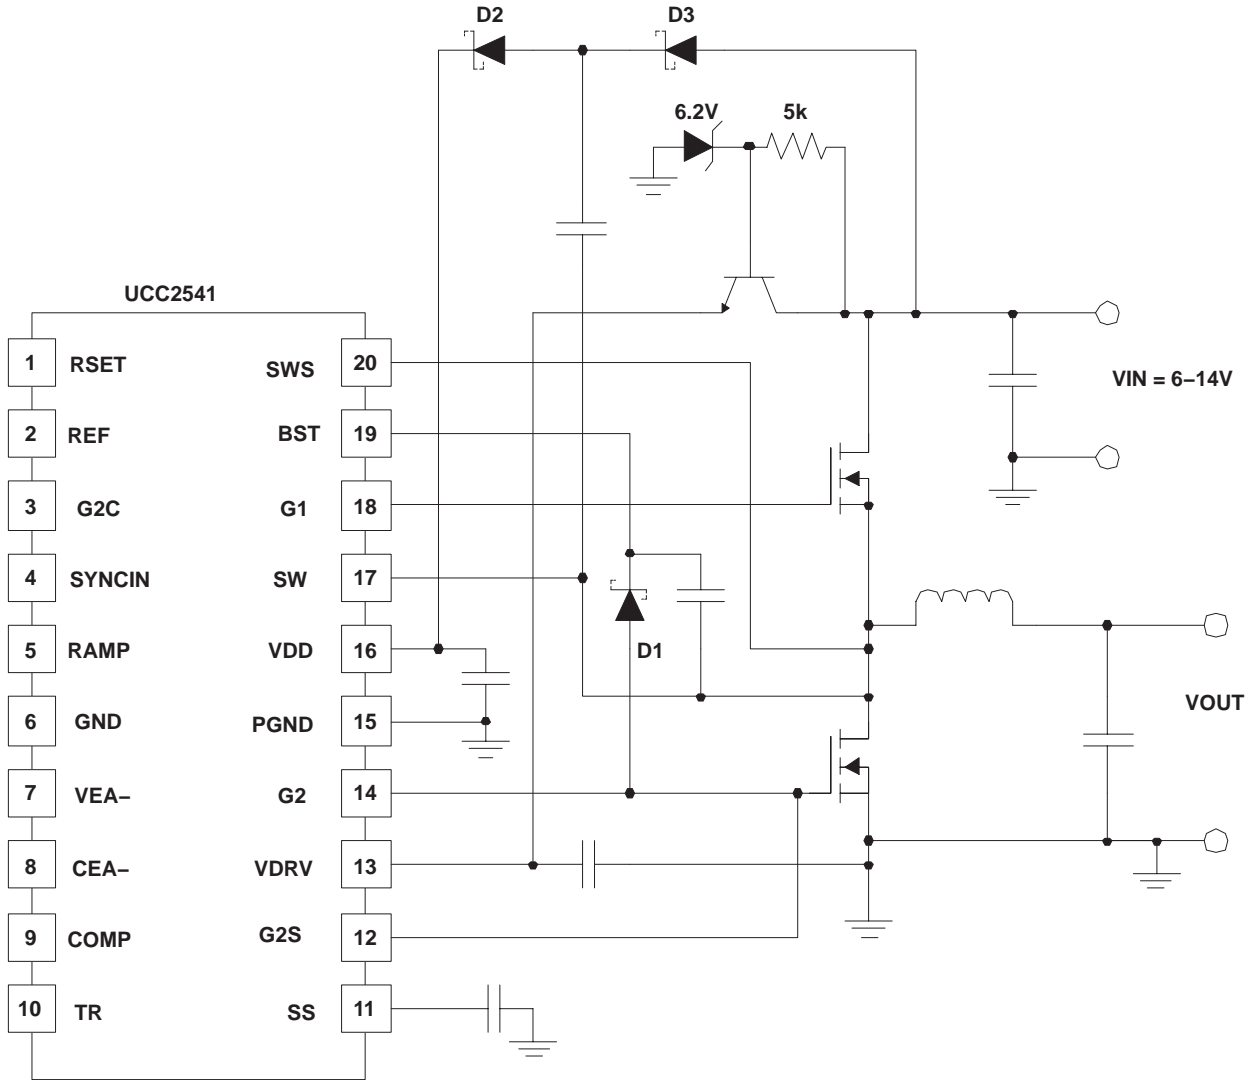 D2
D3
6.2V
5k
UCC2541
1
RSET
SWS
20
VIN = 6–14V
2
REF
BST
19
3
G2C
G1
18
4
SYNCIN
SW
17
5
RAMP
VDD
16
D1
6
GND
PGND
15
VOUT
7
VEA–
G2
14
8
CEA–
VDRV
13
9
COMP
G2S
12
10
TR
SS
11